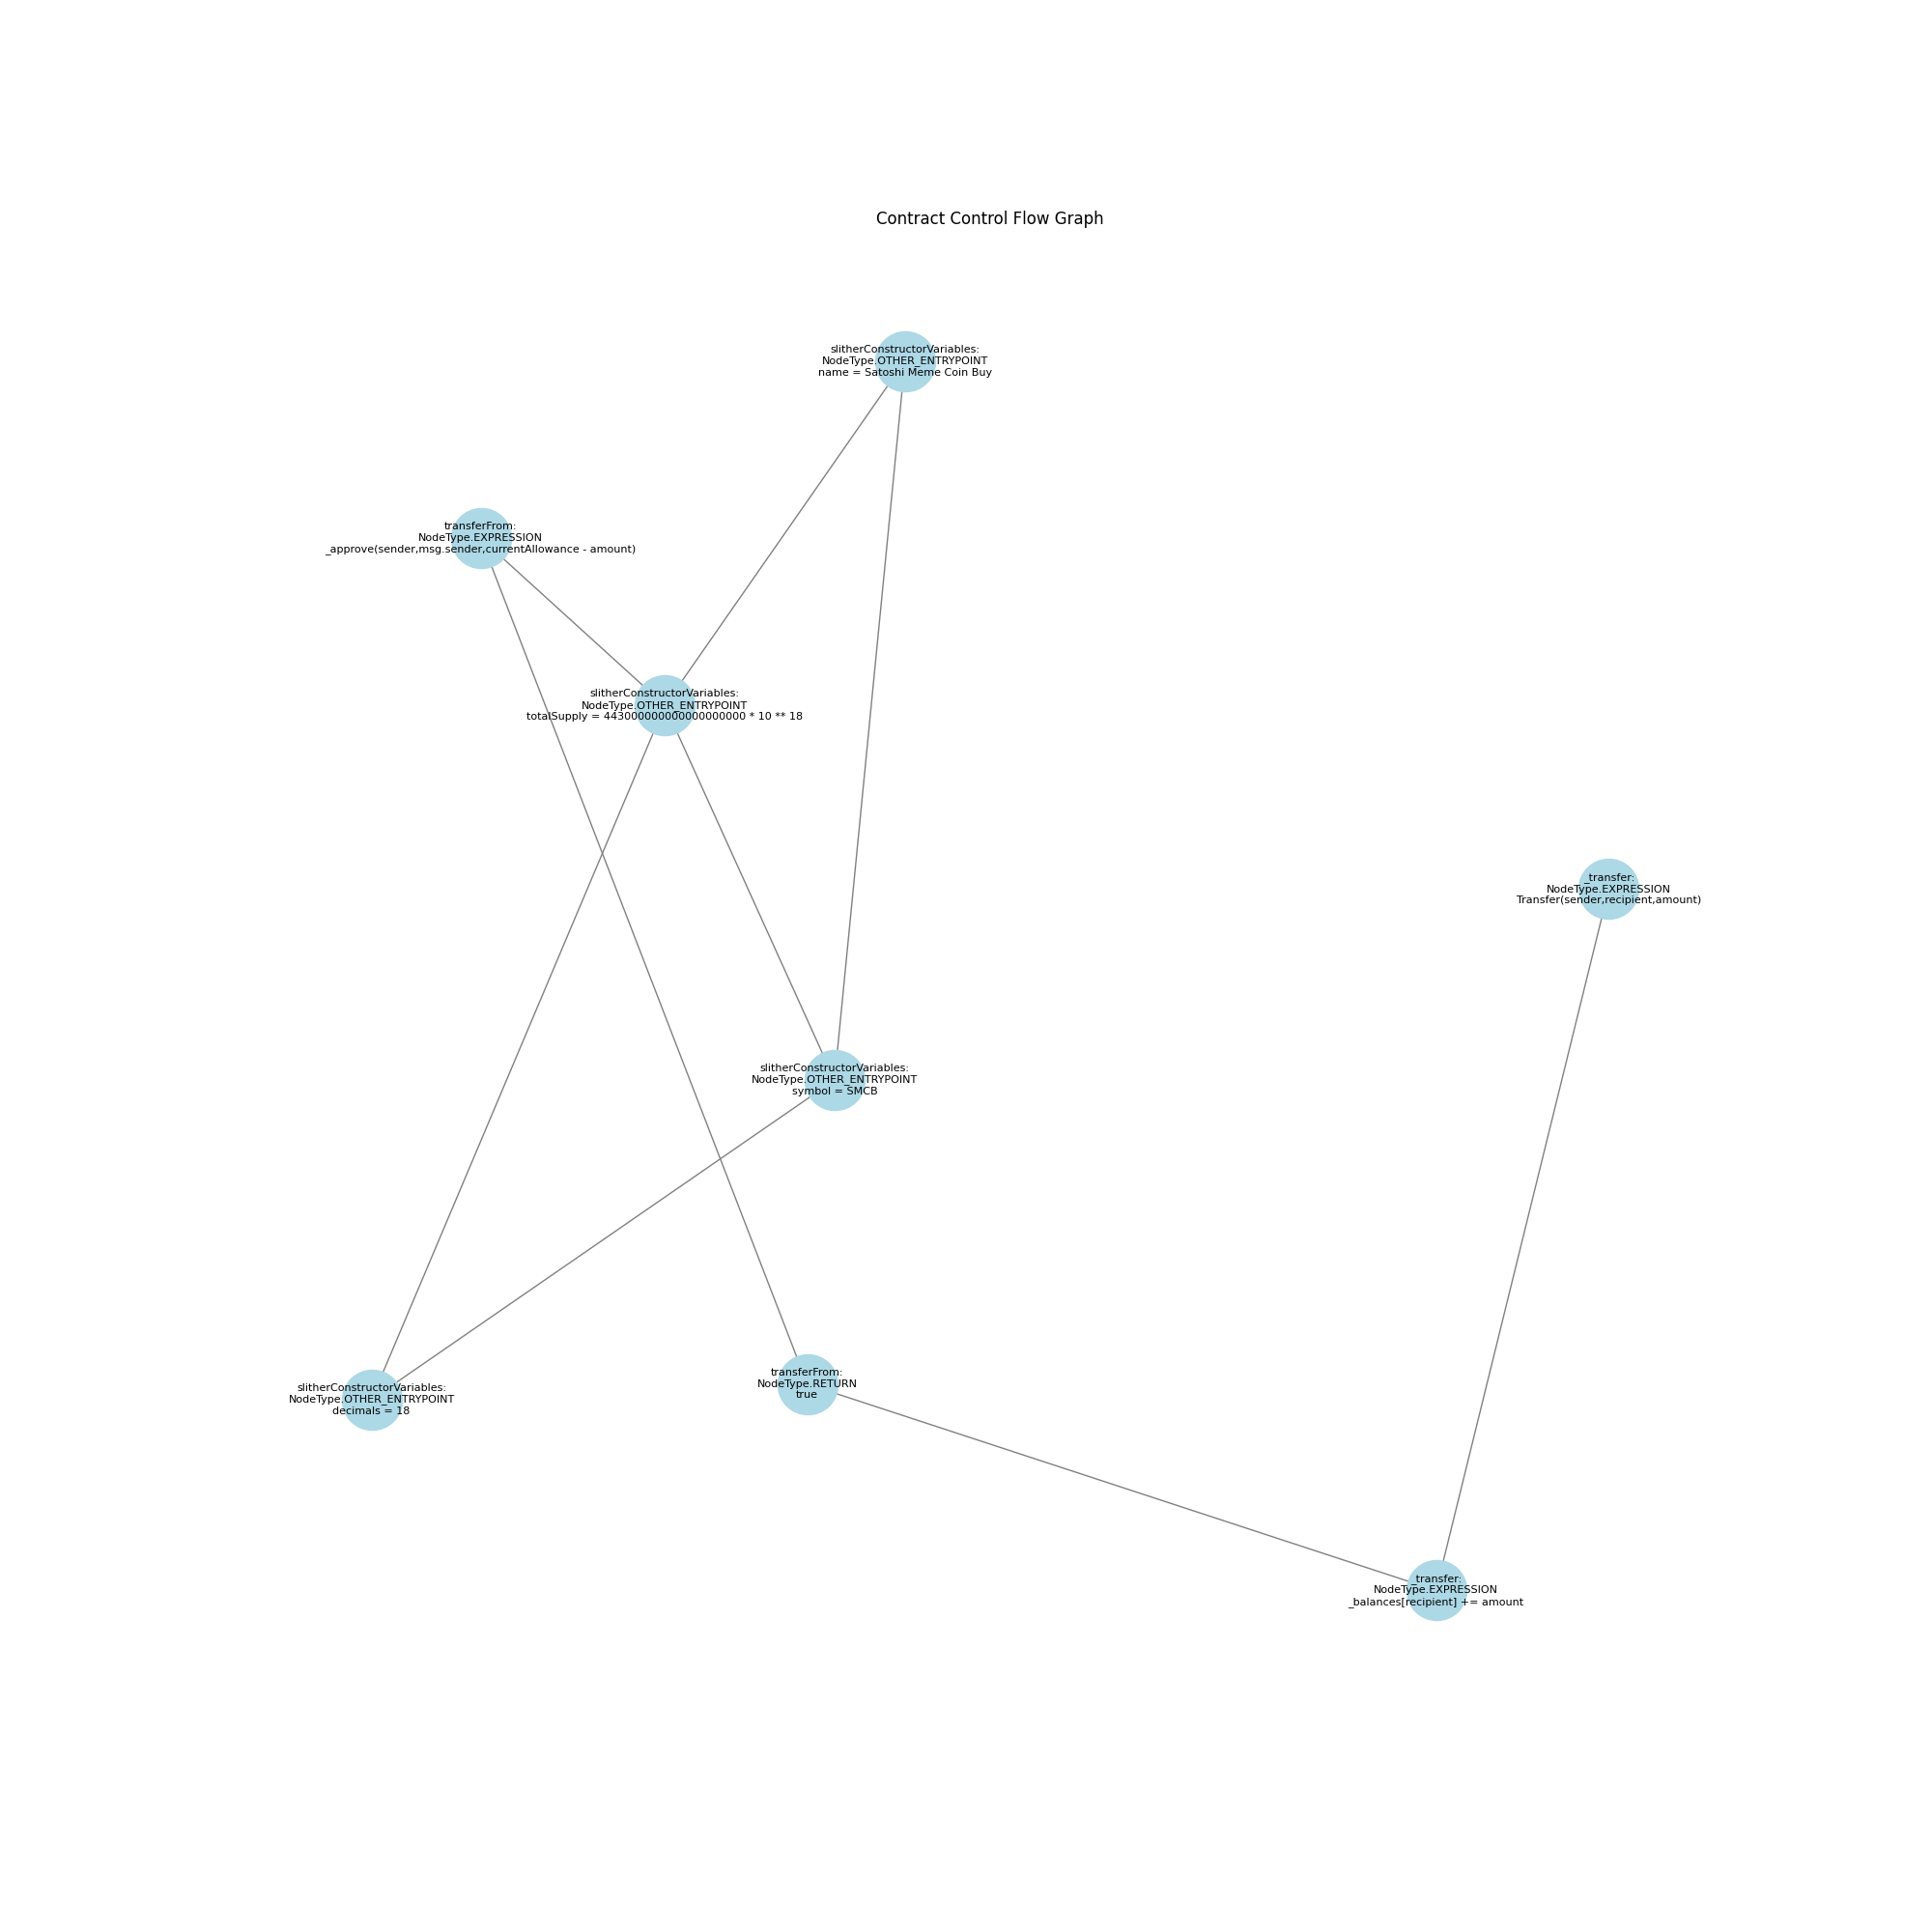 Contract Control Flow Graph
slitherConstructorVariables:
NodeType.OTHER_ENTRYPOINT
name = Satoshi Meme Coin Buy
transferFrom:
NodeType.EXPRESSION
_approve(sender,msg.sender,currentAllowance - amount)
slitherConstructorVariables:
NodeType.OTHER_ENTRYPOINT
totalSupply = 443000000000000000000 * 10 ** 18
_transfer:
NodeType.EXPRESSION
Transfer(sender,recipient,amount)
slitherConstructorVariables:
NodeType.OTHER_ENTRYPOINT
symbol = SMCB
transferFrom:
NodeType.RETURN
true
slitherConstructorVariables:
NodeType.OTHER_ENTRYPOINT
decimals = 18
_transfer:
NodeType.EXPRESSION
_balances[recipient] += amount